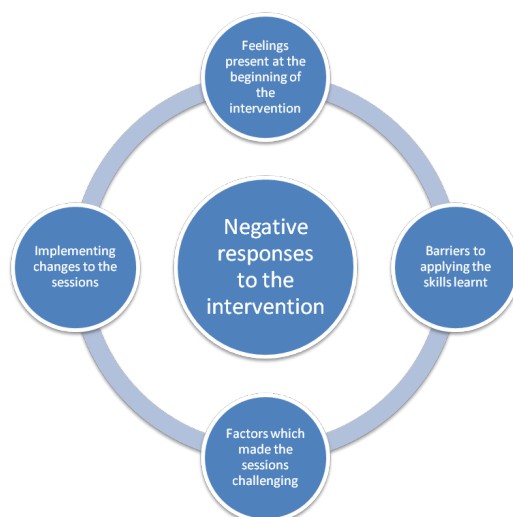 Feelings
present at the
beginning of
the
intervention
Implementing
changes to the
sessions
Negative
responses
to the
intervention
Barriers to
applying the
skills learnt
Factors which
made the
sessions
challenging